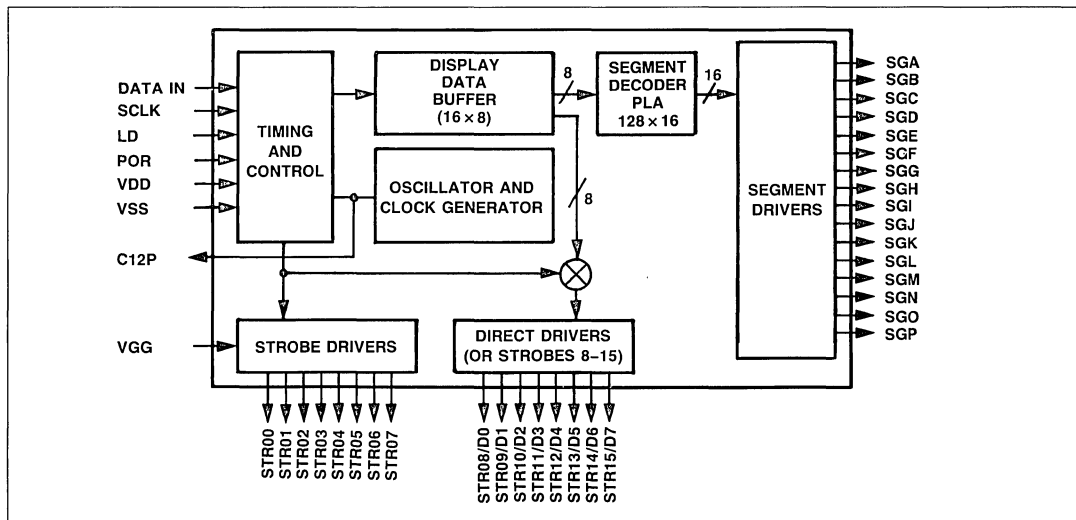 DATA IN
SCLK
LD
POR
VDD
VSS
C12P
VGG
TIMING
AND
CONTROL
DISPLAY
DATA
BUFFER
(16 × 8)
8
SEGMENT
DECODER
PLA
128 × 16
16
OSCILLATOR AND
CLOCK GENERATOR
8
SEGMENT
DRIVERS
SGA
SGB
SGC
SGD
SGE
SGF
SGG
SGH
SGI
SGJ
SGK
SGL
SGM
SGN
SGO
SGP
STROBE DRIVERS
DIRECT DRIVERS
(OR STROBES 8–15)
STR00
STR01
STR02
STR03
STR04
STR05
STR06
STR07
STR08/D0
STR09/D1
STR10/D2
STR11/D3
STR12/D4
STR13/D5
STR14/D6
STR15/D7